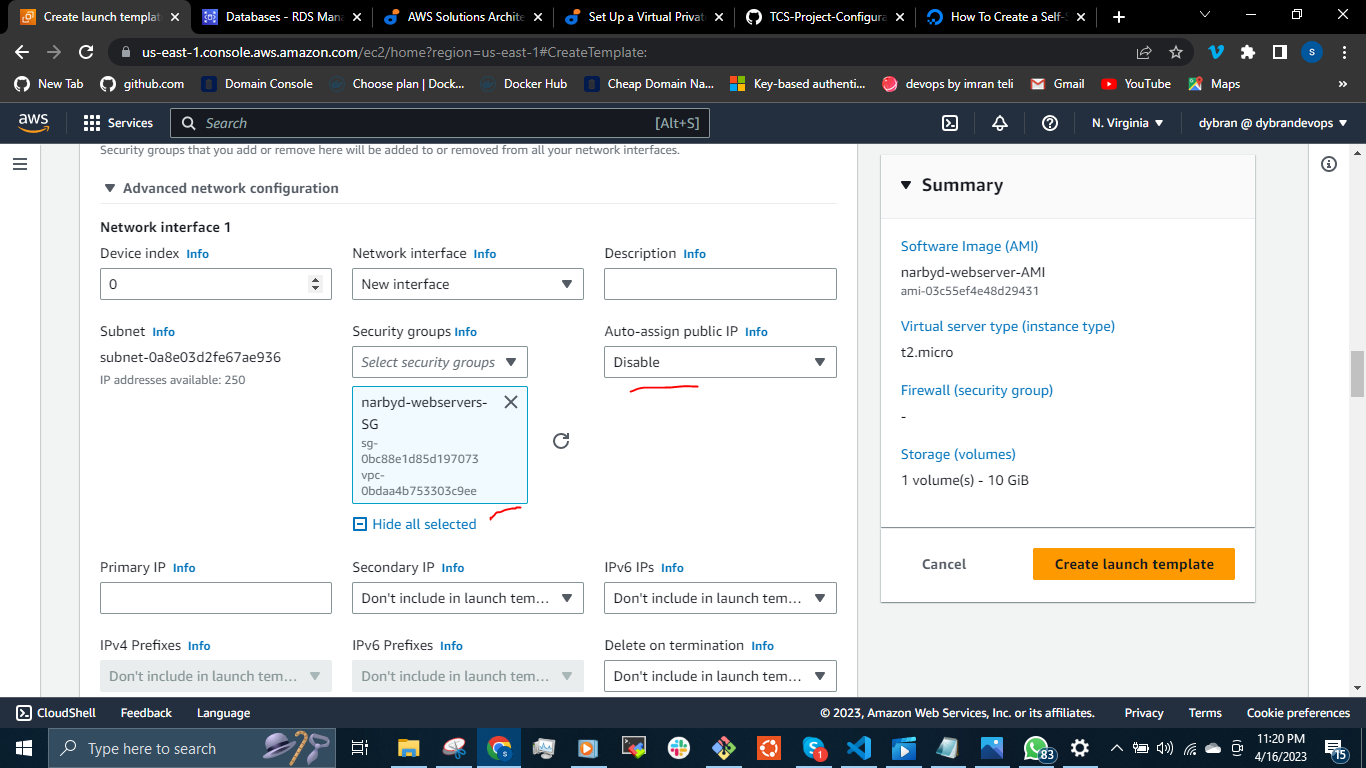 Create launch templat
Databases - RDS Mana
AWS Solutions Archite
Set Up a Virtual Privat
TCS-Project-Configura
How To Create a Self-S
us-east-1.console.aws.amazon.com/ec2/home?region=us-east-1#CreateTemplate:
S
New Tab
github.com
Domain Console
Choose plan | Dock...
Docker Hub
Cheap Domain Na...
Key-based authenti...
devops by imran teli
Gmail
YouTube
Maps
»
aws
Services
Search
[Alt+S]
N. Virginia
dybran @ dybrandevops
Security groups that you add or remove here will be added to or removed from all your network interfaces.
Advanced network configuration
Network interface 1
Device index Info
Network interface Info
Description Info
0
New interface
Subnet Info
Security groups Info
Auto-assign public IP Info
subnet-0a8e03d2fe67ae936
Select security groups
Disable
IP addresses available: 250
narbyd-webservers-
SG
sg-
0bc88e1d85d197073
vpc-
0bdaa4b753303c9ee
Hide all selected
Primary IP Info
Secondary IP Info
IPv6 IPs Info
Don't include in launch tem...
Don't include in launch tem...
IPv4 Prefixes Info
IPv6 Prefixes Info
Delete on termination Info
Don't include in launch tem...
Don't include in launch tem...
Don't include in launch tem...
Summary
Software Image (AMI)
narbyd-webserver-AMI
ami-03c55ef4e48d29431
Virtual server type (instance type)
t2.micro
Firewall (security group)
-
Storage (volumes)
1 volume(s) - 10 GiB
Cancel
Create launch template
CloudShell
Feedback
Language
© 2023, Amazon Web Services, Inc. or its affiliates.
Privacy
Terms
Cookie preferences
Type here to search
1
83
11:20 PM
4/16/2023
15